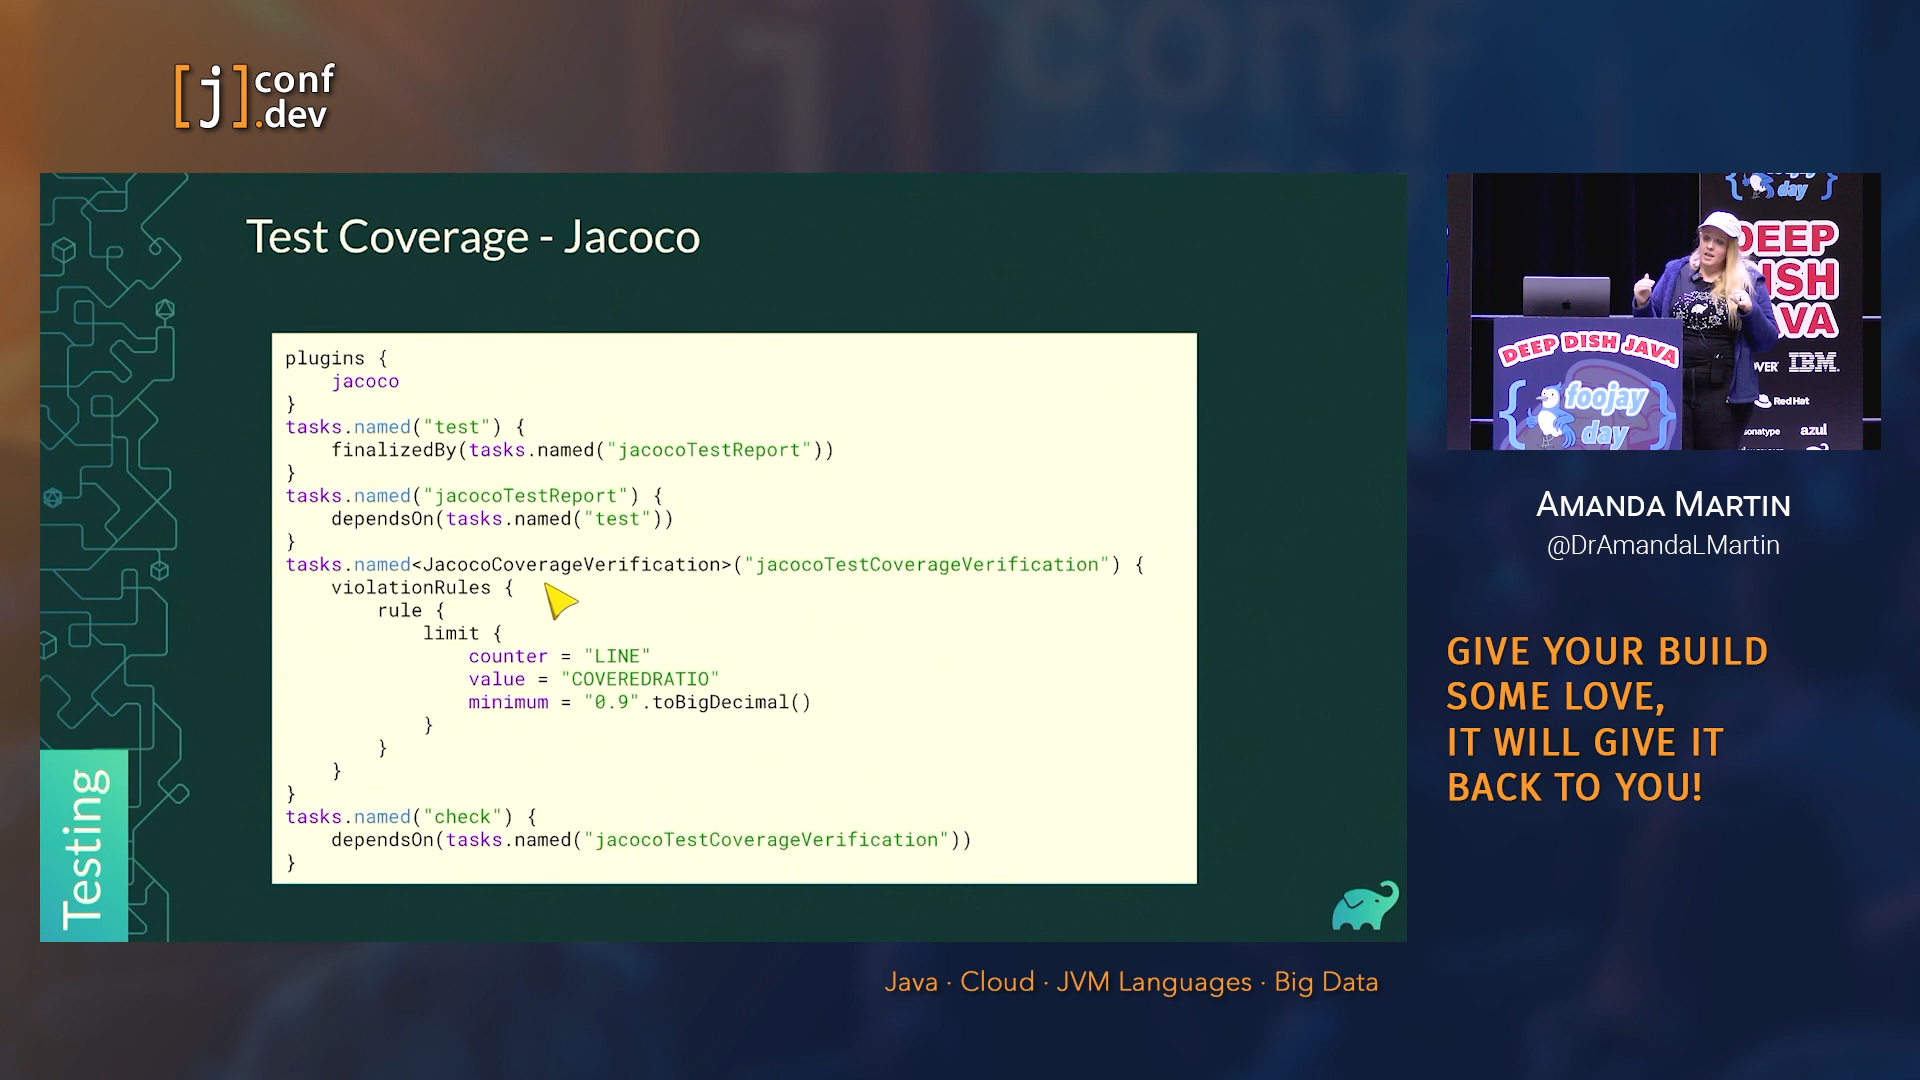 [j] conf
.dev
Test Coverage - Jacoco
plugins {
    jacoco
}
tasks.named("test") {
    finalizedBy(tasks.named("jacocoTestReport"))
}
tasks.named("jacocoTestReport") {
    dependsOn(tasks.named("test"))
}
tasks.named<JacocoCoverageVerification>("jacocoTestCoverageVerification") {
    violationRules {
        rule {
            limit {
                counter = "LINE"
                value = "COVEREDRATIO"
                minimum = "0.9".toBigDecimal()
            }
        }
    }
}
tasks.named("check") {
    dependsOn(tasks.named("jacocoTestCoverageVerification"))
}
Testing
day
DEEP
DISH
JAVA
IBM
Red Hat
azul
DEEP DISH JAVA
foojay
day
AMANDA MARTIN
@DrAmandaLMartin
GIVE YOUR BUILD
SOME LOVE,
IT WILL GIVE IT
BACK TO YOU!
Java · Cloud · JVM Languages · Big Data